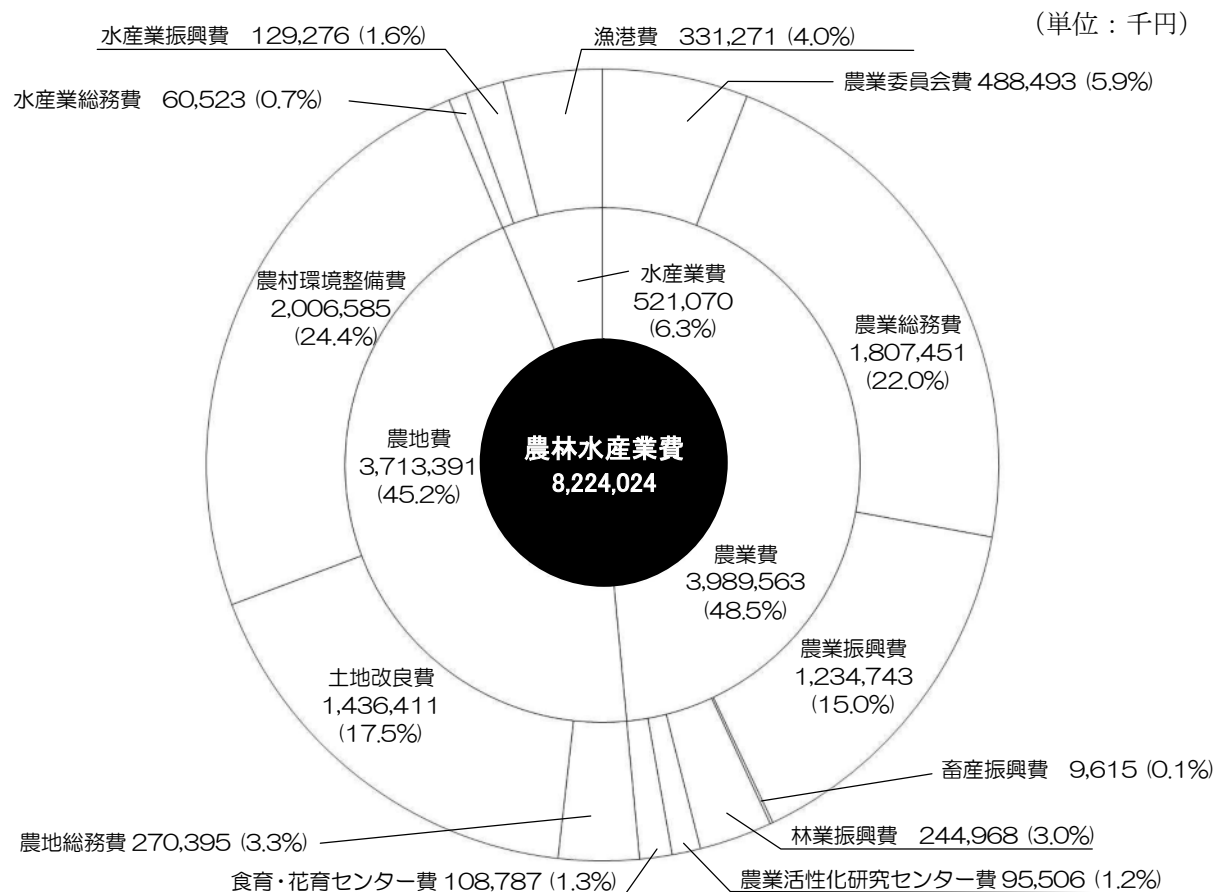 (単位：千円)
水産業振興費 129,276 (1.6%)
漁港費 331,271 (4.0%)
農業委員会費 488,493 (5.9%)
水産業総務費 60,523 (0.7%)
農村環境整備費
2,006,585
(24.4%)
水産業費
521,070
(6.3%)
農業総務費
1,807,451
(22.0%)
農地費
3,713,391
(45.2%)
農林水産業費
8,224,024
農業費
3,989,563
(48.5%)
土地改良費
1,436,411
(17.5%)
農業振興費
1,234,743
(15.0%)
畜産振興費 9,615 (0.1%)
農地総務費 270,395 (3.3%)
林業振興費 244,968 (3.0%)
食育・花育センター費 108,787 (1.3%)
農業活性化研究センター費 95,506 (1.2%)